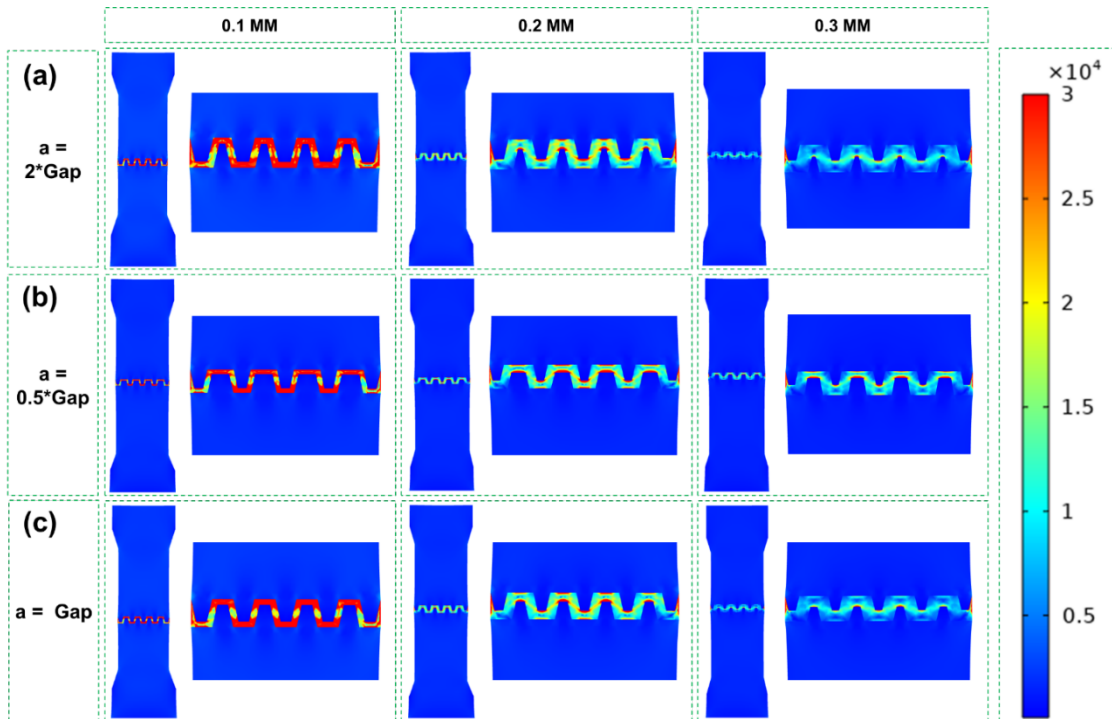 0.1 MM 0.2 MM 0.3 MM
(a)
a =
2*Gap
(b)
a =
0.5*Gap
(c)
a = Gap
×10⁴
3
2.5
2
1.5
1
0.5